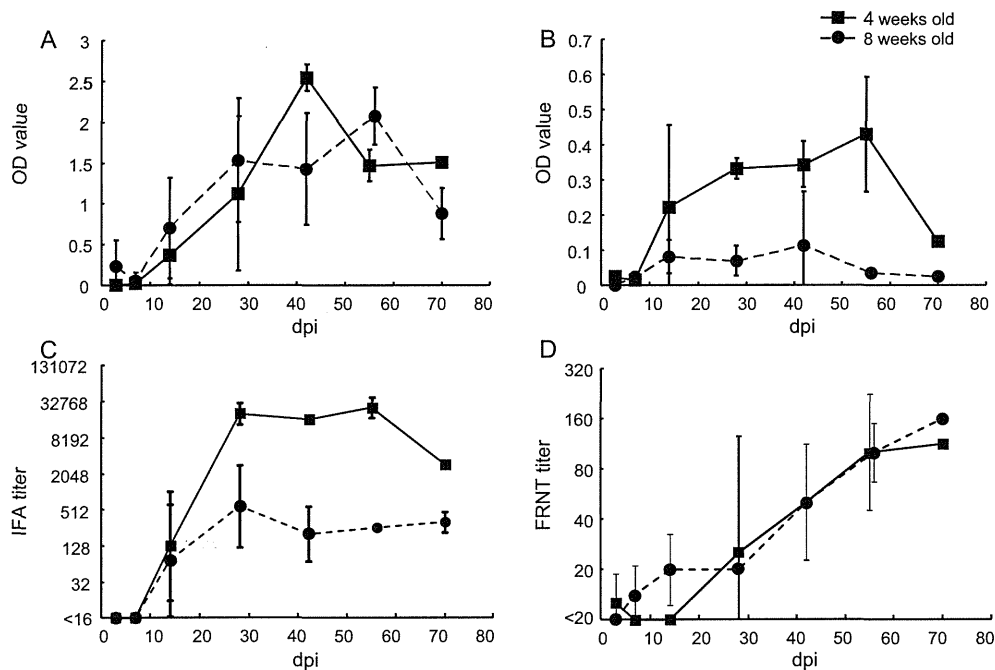 4 weeks old
8 weeks old
A
3
2.5
2
1.5
1
0.5
0
0 10 20 30 40 50 60 70 80
OD value
dpi
B
0.7
0.6
0.5
0.4
0.3
0.2
0.1
0
0 10 20 30 40 50 60 70 80
OD value
dpi
C
131072
32768
8192
2048
512
128
32
<16
0 10 20 30 40 50 60 70 80
IFA titer
dpi
D
320
160
80
40
20
<20
0 10 20 30 40 50 60 70 80
FRNT titer
dpi